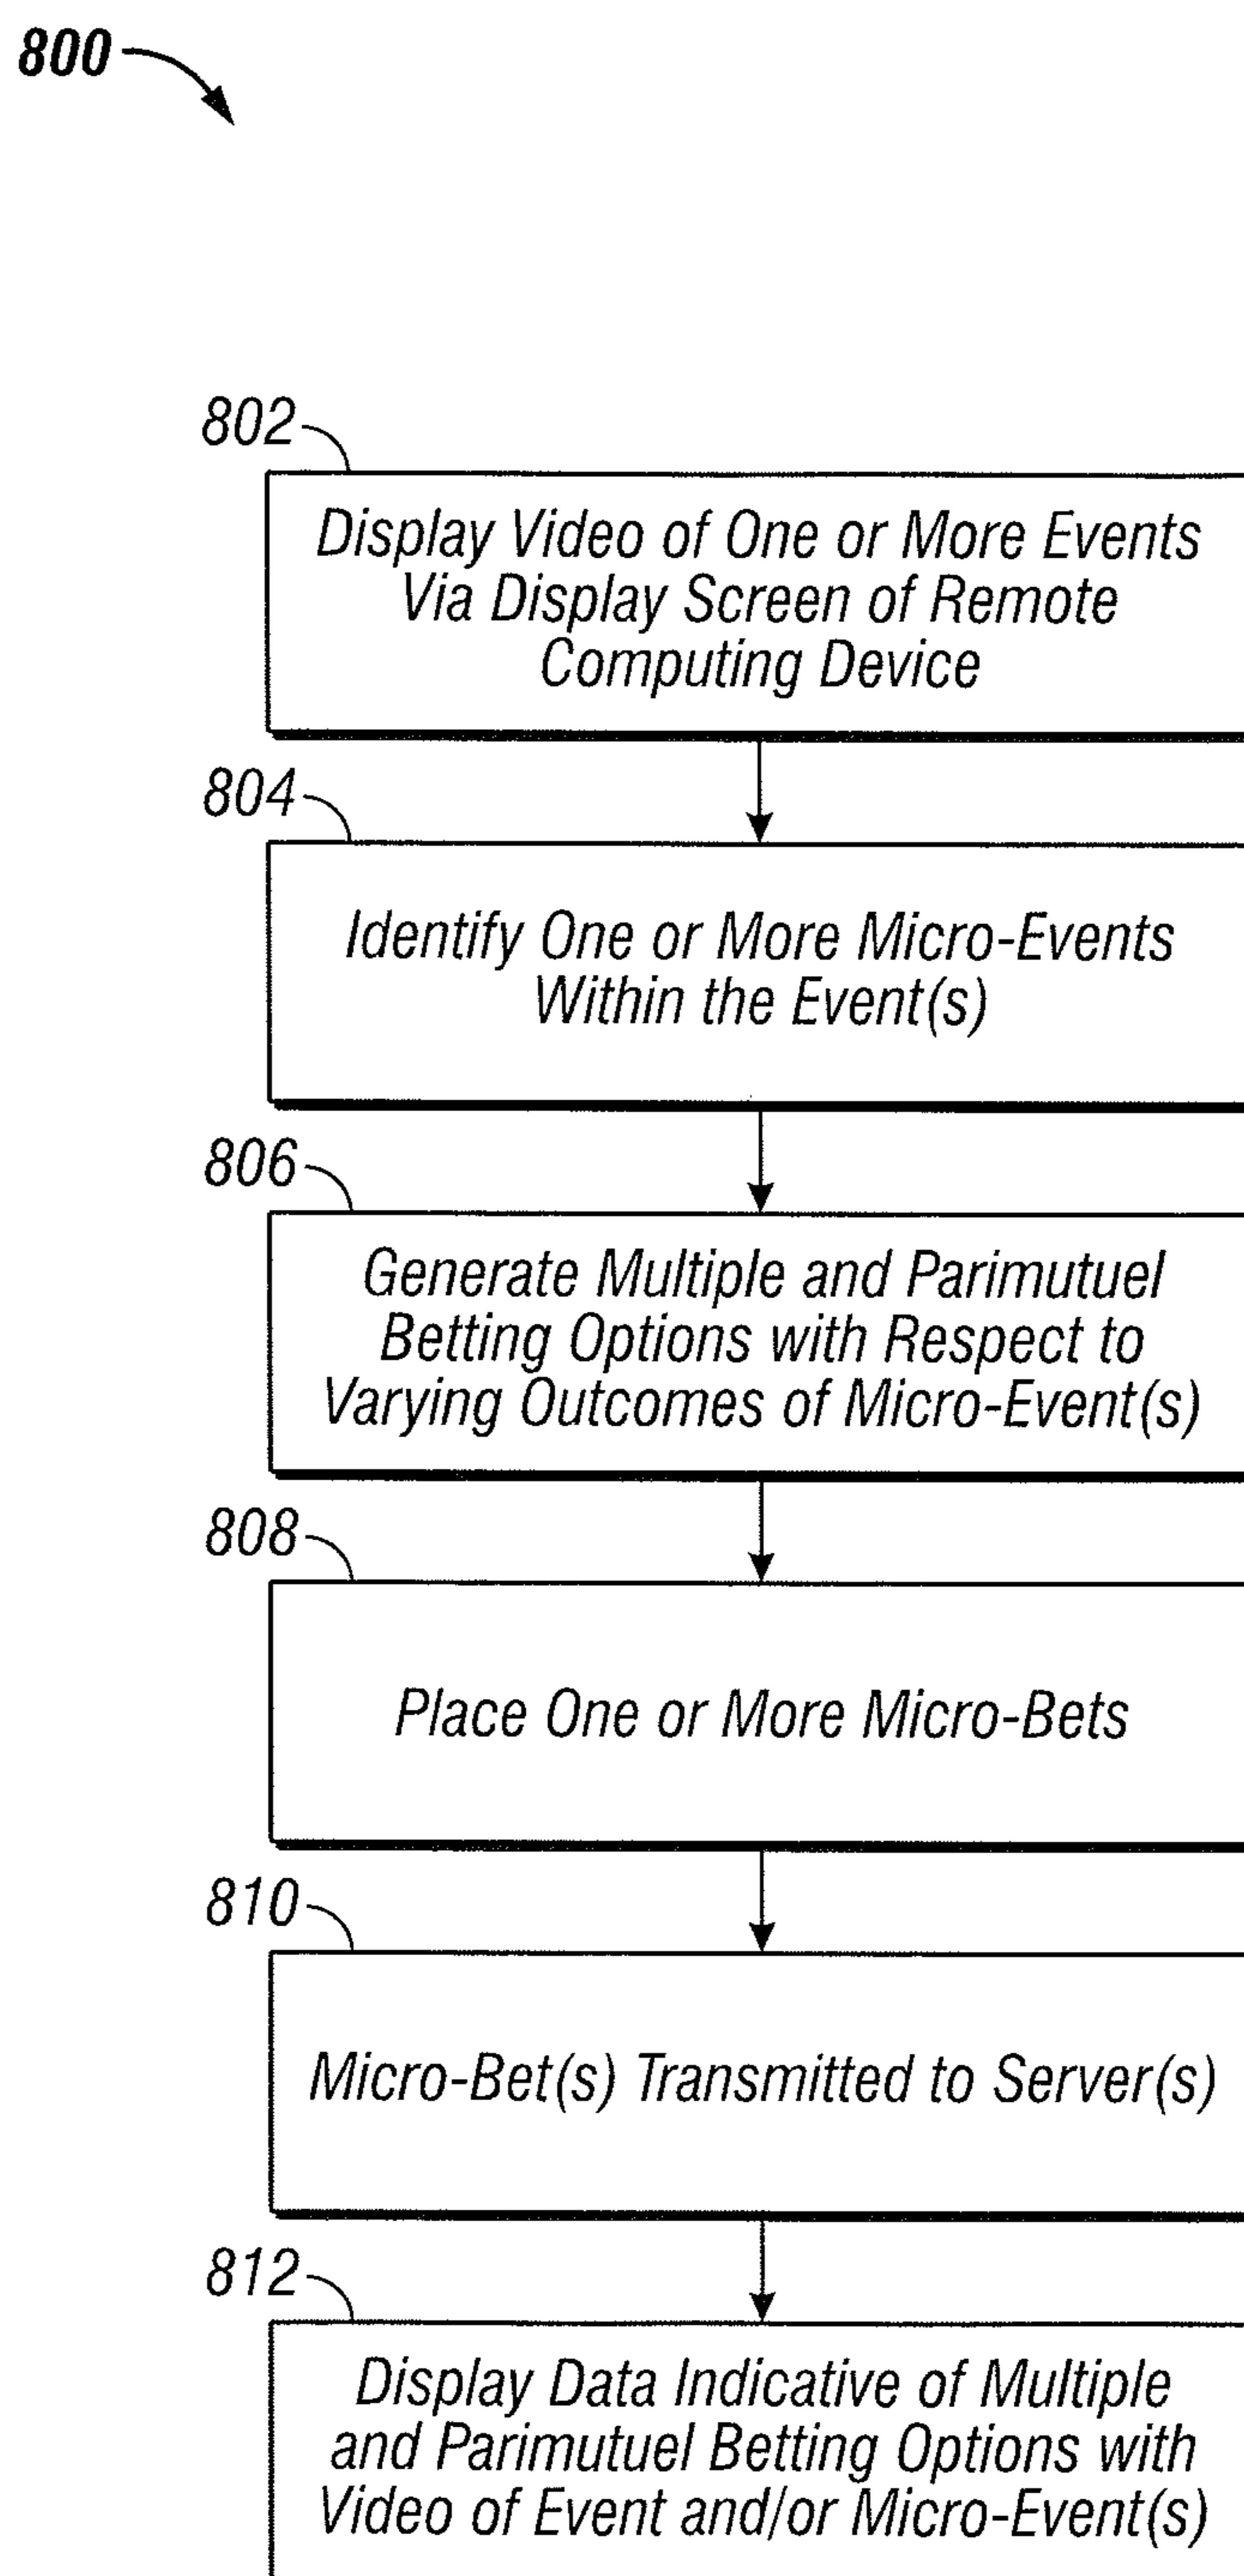 800
802
Display Video of One or More Events
Via Display Screen of Remote
Computing Device
804
Identify One or More Micro-Events
Within the Event(s)
806
Generate Multiple and Parimutuel
Betting Options with Respect to
Varying Outcomes of Micro-Event(s)
808
Place One or More Micro-Bets
810
Micro-Bet(s) Transmitted to Server(s)
812
Display Data Indicative of Multiple
and Parimutuel Betting Options with
Video of Event and/or Micro-Event(s)